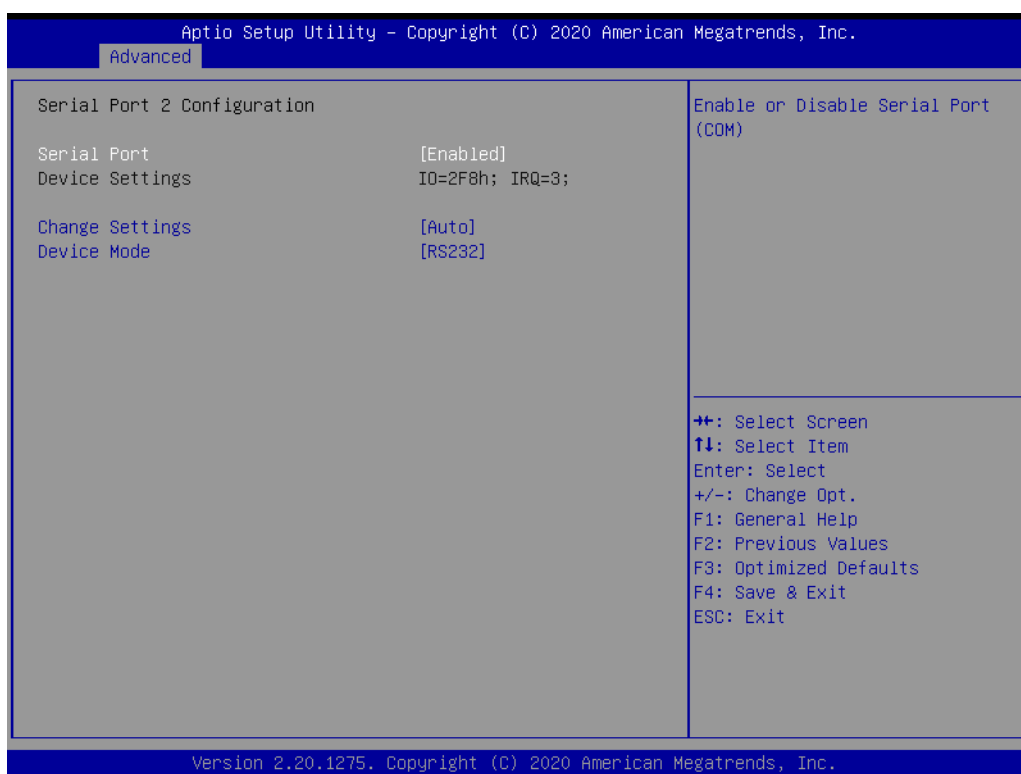 Aptio Setup Utility – Copyright (C) 2020 American Megatrends, Inc.
Advanced
Serial Port 2 Configuration
Serial Port [Enabled]
Device Settings IO=2F8h; IRQ=3;
Change Settings [Auto]
Device Mode [RS232]
Enable or Disable Serial Port
(COM)
→←: Select Screen
↑↓: Select Item
Enter: Select
+/-: Change Opt.
F1: General Help
F2: Previous Values
F3: Optimized Defaults
F4: Save & Exit
ESC: Exit
Version 2.20.1275. Copyright (C) 2020 American Megatrends, Inc.